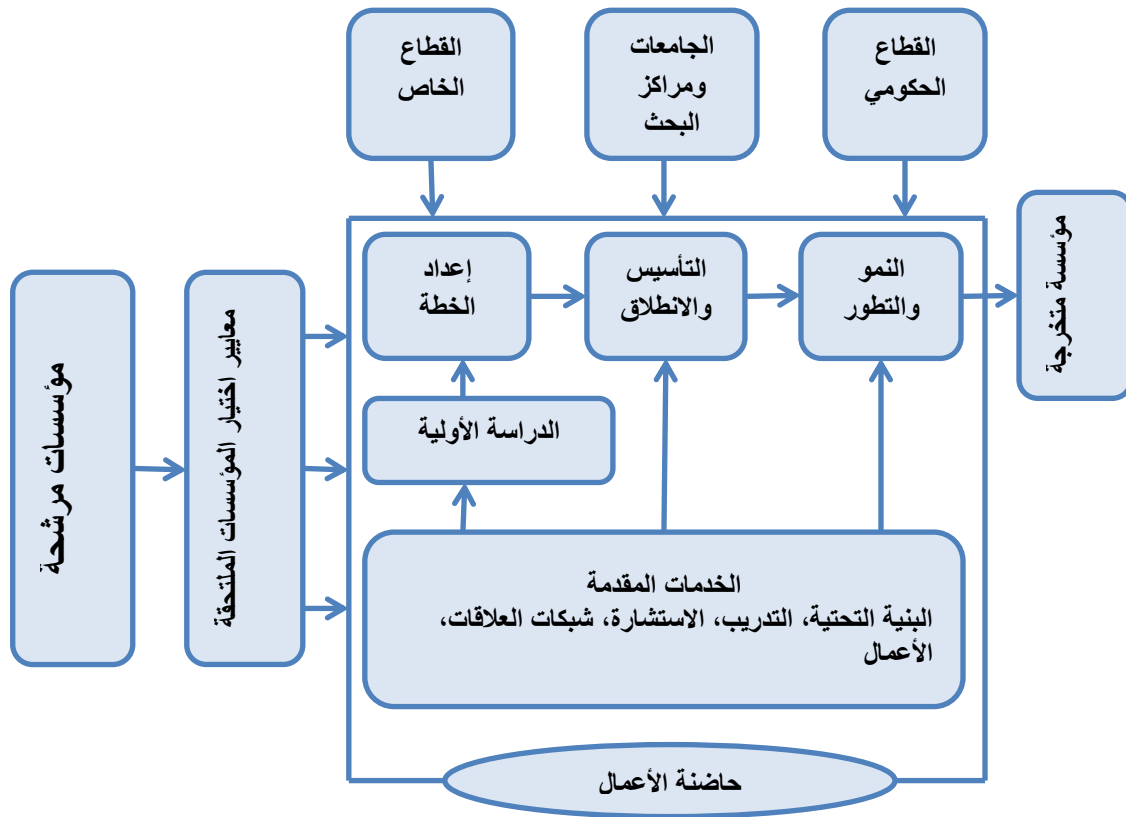 القطاع
الخاص
الجامعات
ومراكز
البحث
القطاع
الحكومي
مؤسسات مرشحة
معايير اختيار المؤسسات الملتحقة
إعداد
الخطة
التأسيس
والانطلاق
النمو
والتطور
مؤسسة متخرجة
الدراسة الأولية
الخدمات المقدمة
البنية التحتية، التدريب، الاستشارة، شبكات العلاقات،
الأعمال
حاضنة الأعمال